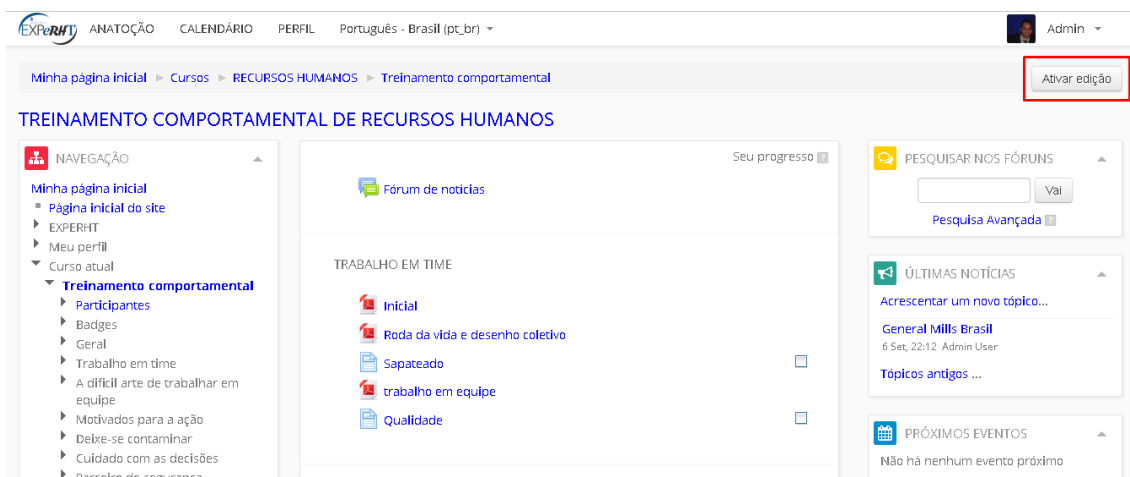 EXPeRHT ANATOÇÃO CALENDÁRIO PERFIL Português - Brasil (pt_br) Admin
Minha página inicial Cursos RECURSOS HUMANOS Treinamento comportamental Ativar edição
TREINAMENTO COMPORTAMENTAL DE RECURSOS HUMANOS
NAVEGAÇÃO
Minha página inicial
Página inicial do site
EXPERHT
Meu perfil
Curso atual
Treinamento comportamental
Participantes
Badges
Geral
Trabalho em time
A dificil arte de trabalhar em
equipe
Motivados para a ação
Deixe-se contaminar
Cuidado com as decisões
Parceiro de segurança
Seu progresso
Fórum de notícias
TRABALHO EM TIME
Inicial
Roda da vida e desenho coletivo
Sapateado
trabalho em equipe
Qualidade
PESQUISAR NOS FÓRUNS
Vai
Pesquisa Avançada
ÚLTIMAS NOTÍCIAS
Acrescentar um novo tópico...
General Mills Brasil
6 Set, 22:12 Admin User
Tópicos antigos ...
PRÓXIMOS EVENTOS
Não há nenhum evento próximo